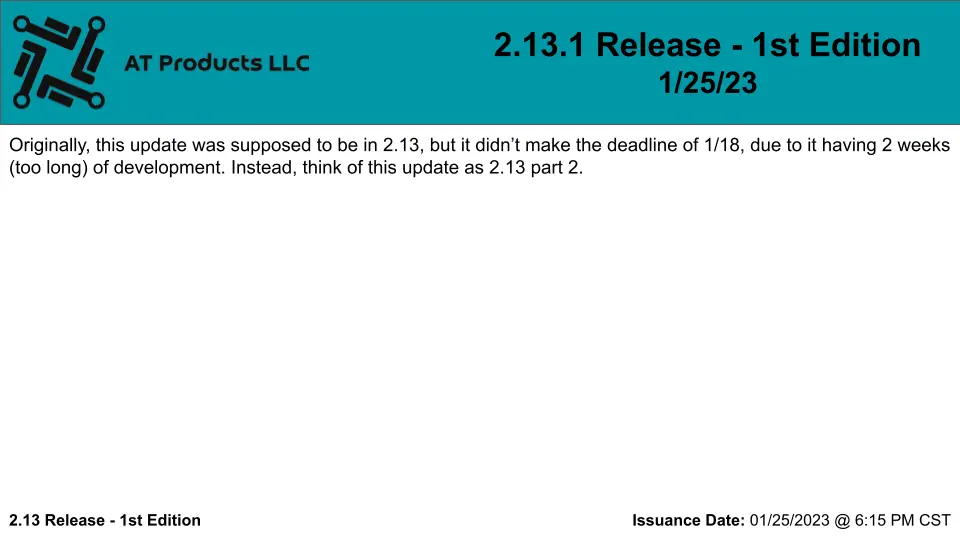 AT Products LLC
2.13.1 Release - 1st Edition
1/25/23
Originally, this update was supposed to be in 2.13, but it didn’t make the deadline of 1/18, due to it having 2 weeks
(too long) of development. Instead, think of this update as 2.13 part 2.
2.13 Release - 1st Edition
Issuance Date: 01/25/2023 @ 6:15 PM CST